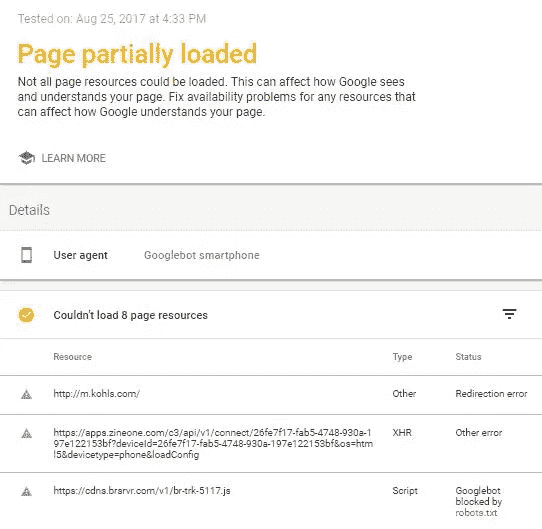 Tested on: Aug 25, 2017 at 4:33 PM
Page partially loaded
Not all page resources could be loaded. This can affect how Google sees
and understands your page. Fix availability problems for any resources that
can affect how Google understands your page.
LEARN MORE
Details
User agent Googlebot smartphone
Couldn't load 8 page resources
Resource Type Status
http://m.kohls.com/ Other Redirection error
https://apps.zineone.com/c3/api/v1/connect/26fe7f17-fab5-4748-930a-1 XHR Other error
97e122153bf?deviceId=26fe7f17-fab5-4748-930a-197e122153bf&os=htm
l5&devicetype=phone&loadConfig
https://cdns.brsrvr.com/v1/br-trk-5117.js Script Googlebot
blocked by
robots.txt